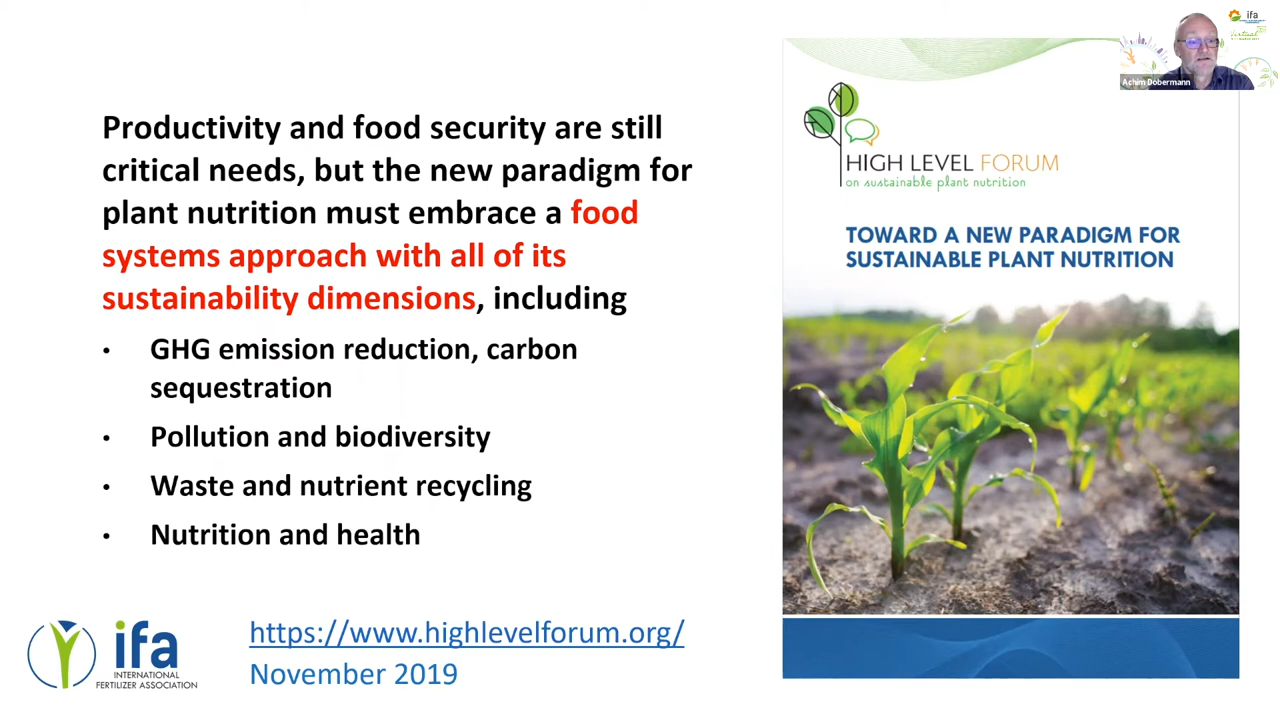 Productivity and food security are still
critical needs, but the new paradigm for
plant nutrition must embrace a food
systems approach with all of its
sustainability dimensions, including
• GHG emission reduction, carbon
sequestration
• Pollution and biodiversity
• Waste and nutrient recycling
• Nutrition and health
ifa
INTERNATIONAL
FERTILIZER ASSOCIATION
https://www.highlevelforum.org/
November 2019
HIGH LEVEL FORUM
on sustainable plant nutrition
TOWARD A NEW PARADIGM FOR
SUSTAINABLE PLANT NUTRITION
ifa
Achim Dobermann